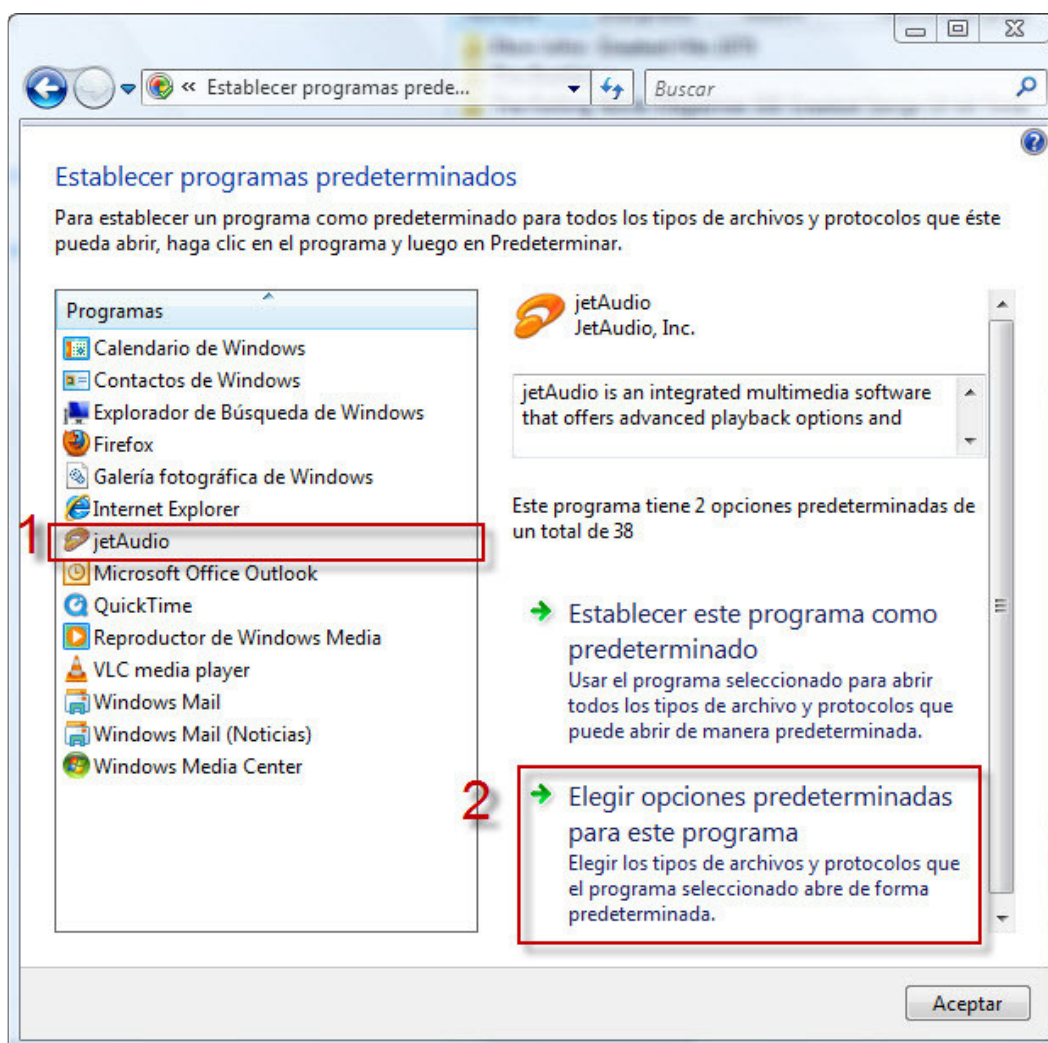 Establecer programas prede...
Buscar
Establecer programas predeterminados
Para establecer un programa como predeterminado para todos los tipos de archivos y protocolos que éste
pueda abrir, haga clic en el programa y luego en Predeterminar.
Programas
Calendario de Windows
Contactos de Windows
Explorador de Búsqueda de Windows
Firefox
Galería fotográfica de Windows
Internet Explorer
1
jetAudio
Microsoft Office Outlook
QuickTime
Reproductor de Windows Media
VLC media player
Windows Mail
Windows Mail (Noticias)
Windows Media Center
jetAudio
JetAudio, Inc.
jetAudio is an integrated multimedia software
that offers advanced playback options and
Este programa tiene 2 opciones predeterminadas de
un total de 38
Establecer este programa como
predeterminado
Usar el programa seleccionado para abrir
todos los tipos de archivo y protocolos que
puede abrir de manera predeterminada.
2
Elegir opciones predeterminadas
para este programa
Elegir los tipos de archivos y protocolos que
el programa seleccionado abre de forma
predeterminada.
Aceptar